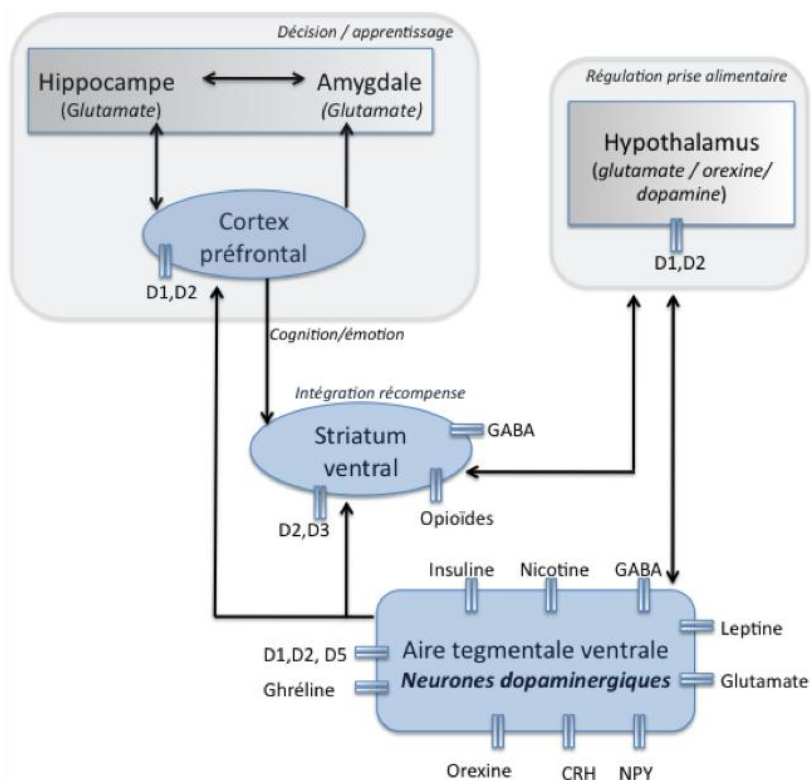 Décision / apprentissage
Hippocampe
(Glutamate)
Amygdale
(Glutamate)
Cortex
préfrontal
D1,D2
Cognition/émotion
Régulation prise alimentaire
Hypothalamus
(glutamate / orexine/
dopamine)
D1,D2
Intégration récompense
Striatum
ventral
GABA
D2,D3
Opioïdes
Insuline
Nicotine
GABA
Leptine
D1,D2, D5
Aire tegmentale ventrale
Neurones dopaminergiques
Ghréline
Glutamate
Orexine
CRH
NPY